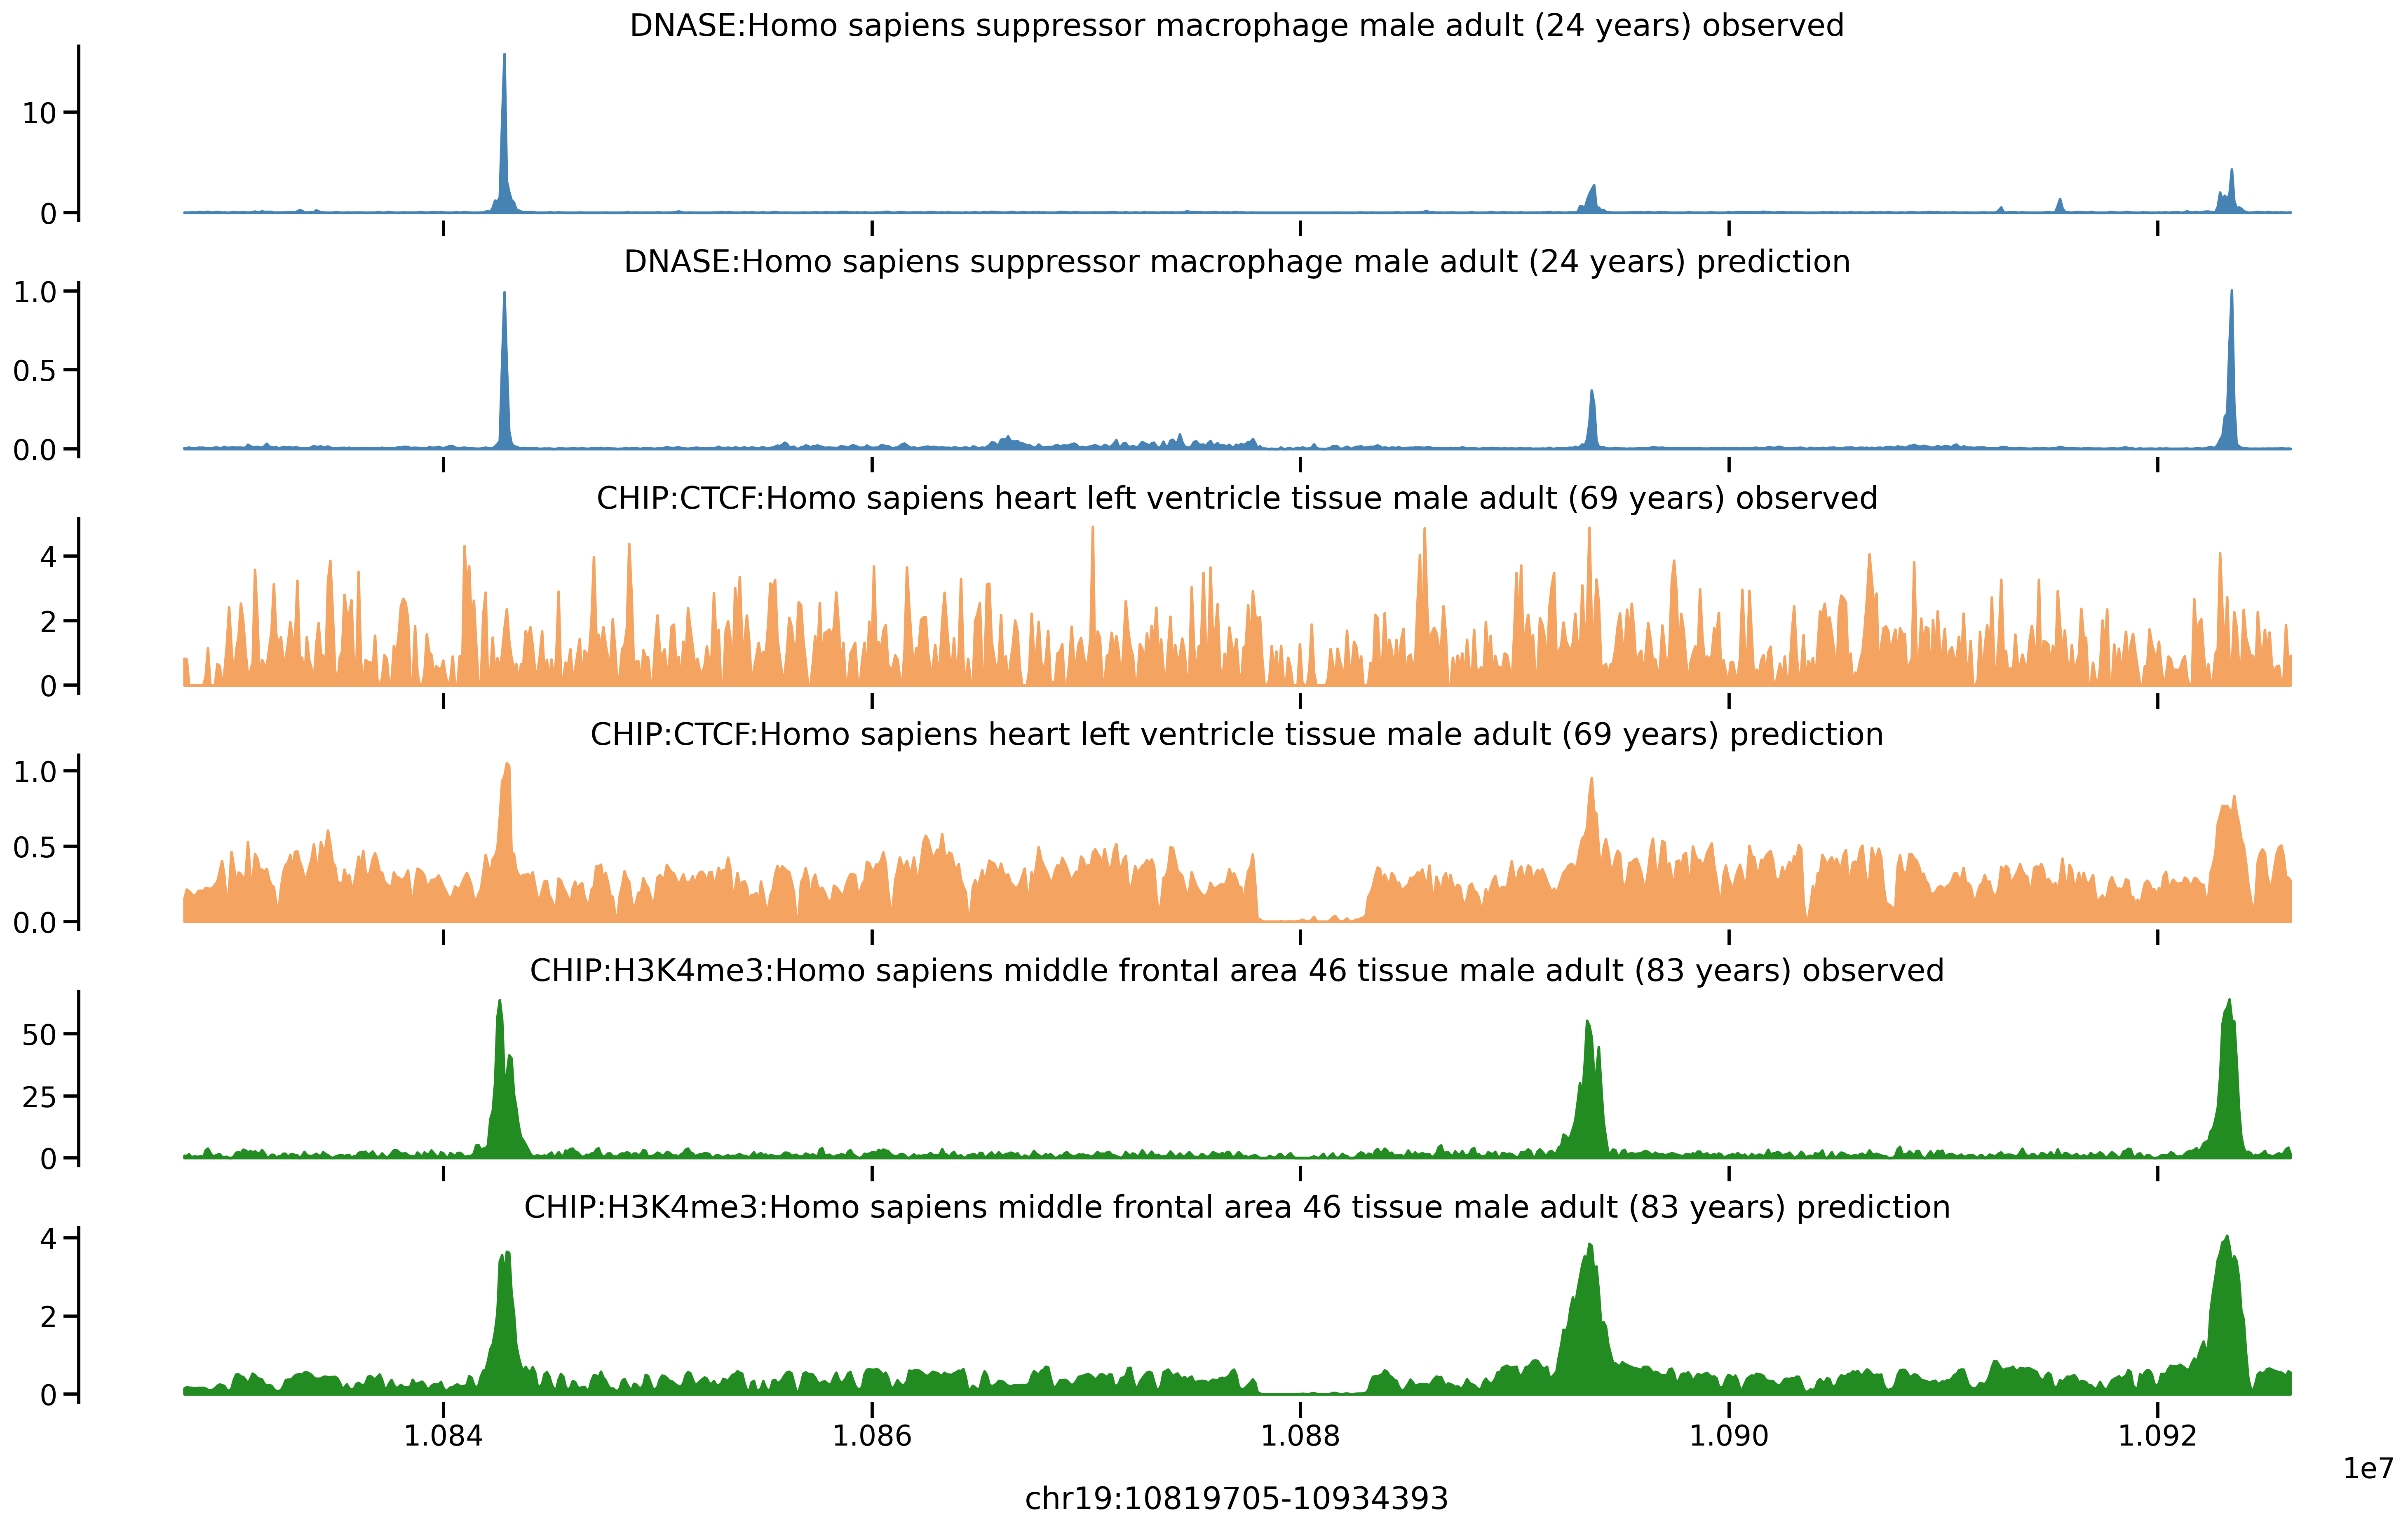 DNASE:Homo sapiens suppressor macrophage male adult (24 years) observed
10
0
DNASE:Homo sapiens suppressor macrophage male adult (24 years) prediction
1.0
0.5
0.0
CHIP:CTCF:Homo sapiens heart left ventricle tissue male adult (69 years) observed
4
2
0
CHIP:CTCF:Homo sapiens heart left ventricle tissue male adult (69 years) prediction
1.0
0.5
0.0
CHIP:H3K4me3:Homo sapiens middle frontal area 46 tissue male adult (83 years) observed
50
25
0
CHIP:H3K4me3:Homo sapiens middle frontal area 46 tissue male adult (83 years) prediction
4
2
0
1.084 1.086 1.088 1.090 1.092
1e7
chr19:10819705-10934393